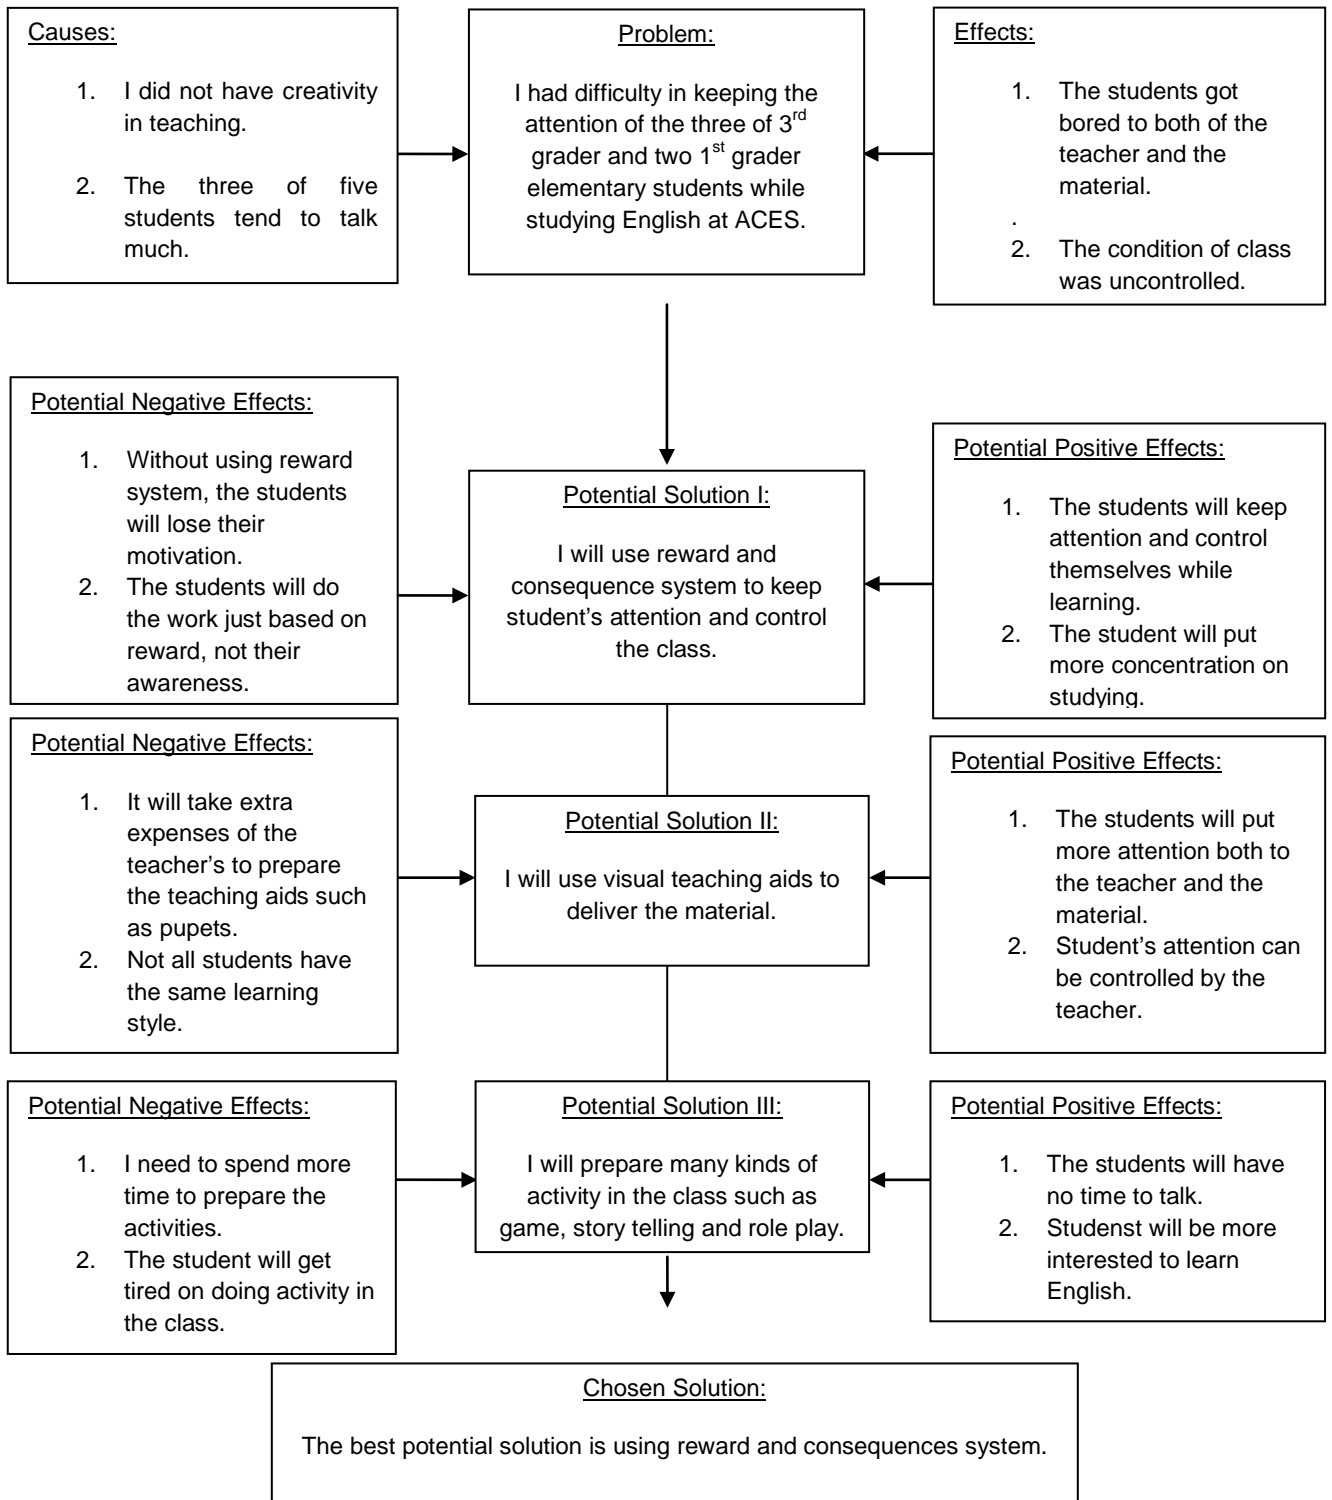 Causes:
1. I did not have creativity
in teaching.
2. The three of five
students tend to talk
much.
Problem:
I had difficulty in keeping the
attention of the three of 3rd
grader and two 1st grader
elementary students while
studying English at ACES.
Effects:
1. The students got
bored to both of the
teacher and the
material.
.
2. The condition of class
was uncontrolled.
Potential Negative Effects:
1. Without using reward
system, the students
will lose their
motivation.
2. The students will do
the work just based on
reward, not their
awareness.
Potential Solution I:
I will use reward and
consequence system to keep
student’s attention and control
the class.
Potential Positive Effects:
1. The students will keep
attention and control
themselves while
learning.
2. The student will put
more concentration on
studying.
Potential Negative Effects:
1. It will take extra
expenses of the
teacher’s to prepare
the teaching aids such
as pupets.
2. Not all students have
the same learning
style.
Potential Solution II:
I will use visual teaching aids to
deliver the material.
Potential Positive Effects:
1. The students will put
more attention both to
the teacher and the
material.
2. Student’s attention can
be controlled by the
teacher.
Potential Negative Effects:
1. I need to spend more
time to prepare the
activities.
2. The student will get
tired on doing activity in
the class.
Potential Solution III:
I will prepare many kinds of
activity in the class such as
game, story telling and role play.
Potential Positive Effects:
1. The students will have
no time to talk.
2. Studenst will be more
interested to learn
English.
Chosen Solution:
The best potential solution is using reward and consequences system.